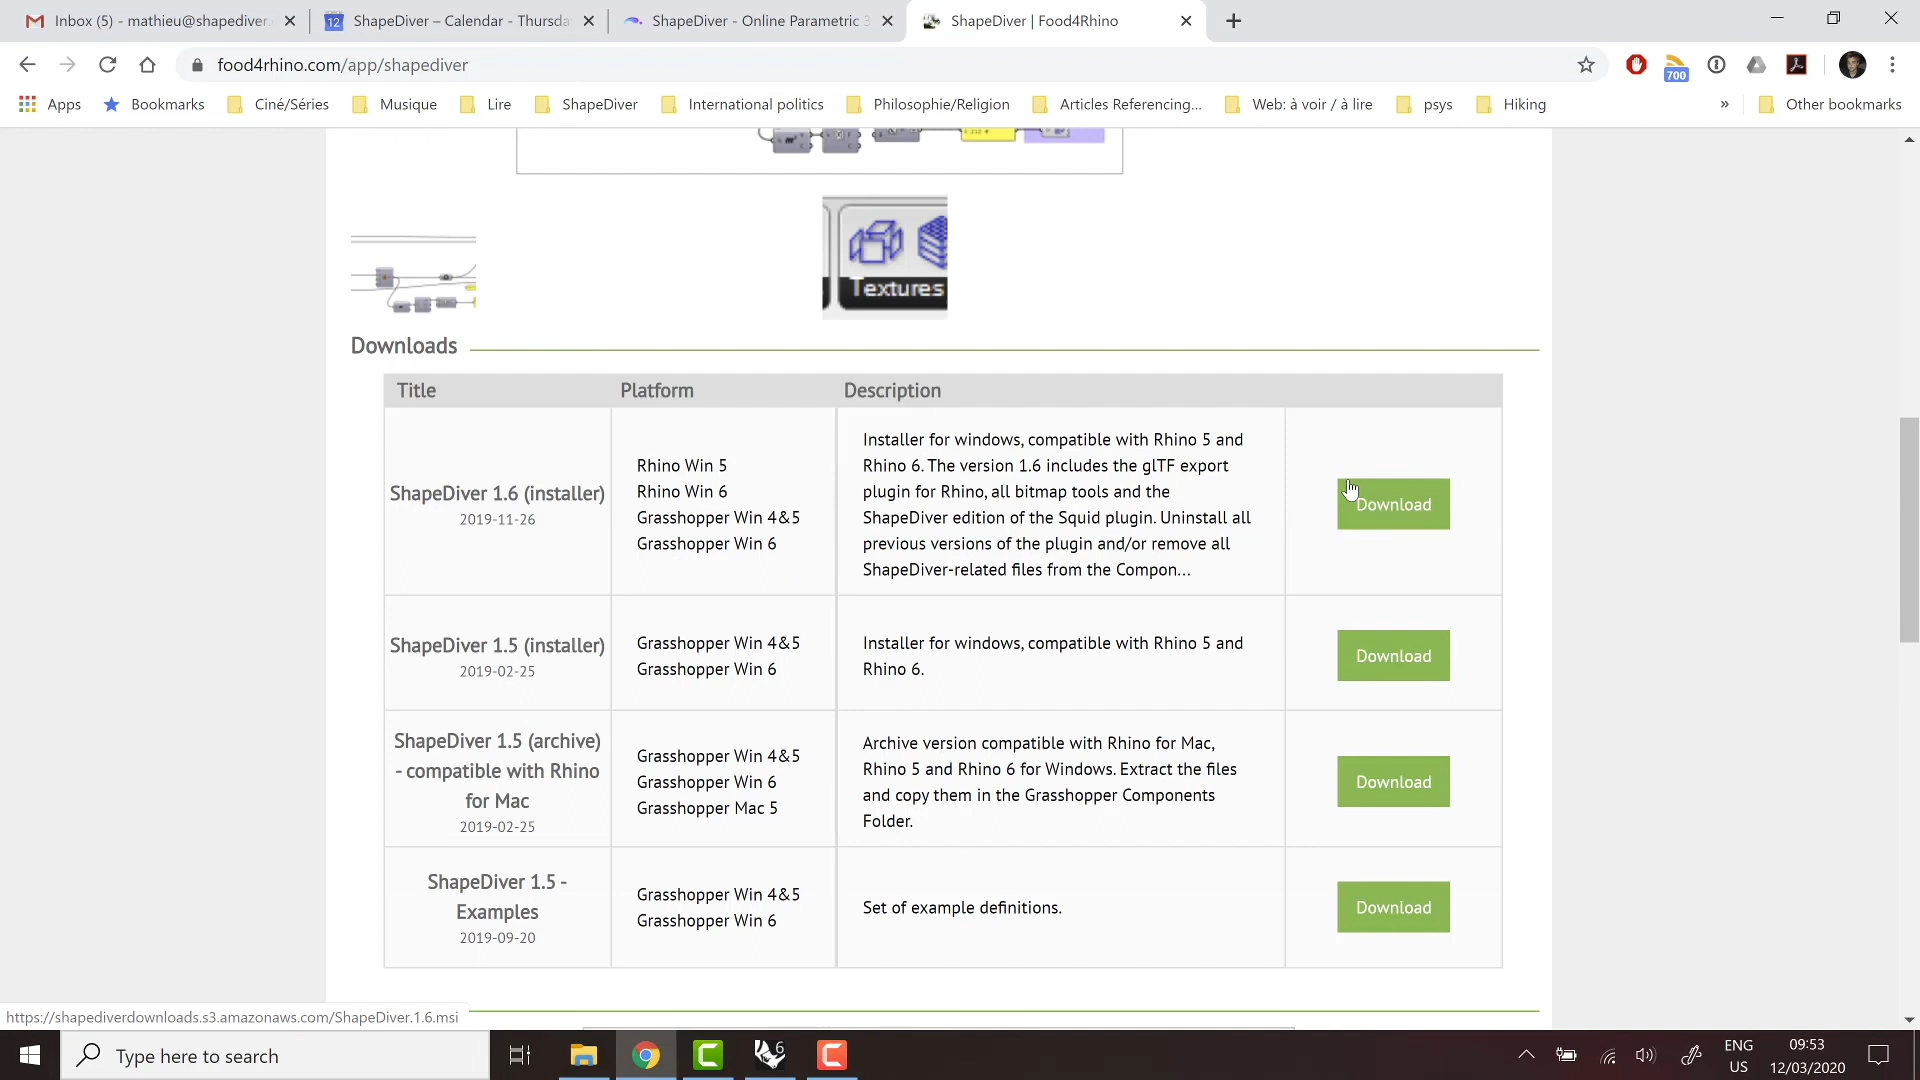 Inbox (5) - mathieu@shapediver.
12
ShapeDiver – Calendar - Thursda
ShapeDiver - Online Parametric 3
ShapeDiver | Food4Rhino
food4rhino.com/app/shapediver
700
Apps
Bookmarks
Ciné/Séries
Musique
Lire
ShapeDiver
International politics
Philosophie/Religion
Articles Referencing...
Web: à voir / à lire
psys
Hiking
»
Other bookmarks
Textures
Downloads
Title
Platform
Description
ShapeDiver 1.6 (installer)
2019-11-26
Rhino Win 5
Rhino Win 6
Grasshopper Win 4&5
Grasshopper Win 6
Installer for windows, compatible with Rhino 5 and
Rhino 6. The version 1.6 includes the glTF export
plugin for Rhino, all bitmap tools and the
ShapeDiver edition of the Squid plugin. Uninstall all
previous versions of the plugin and/or remove all
ShapeDiver-related files from the Compon...
Download
ShapeDiver 1.5 (installer)
2019-02-25
Grasshopper Win 4&5
Grasshopper Win 6
Installer for windows, compatible with Rhino 5 and
Rhino 6.
Download
ShapeDiver 1.5 (archive)
- compatible with Rhino
for Mac
2019-02-25
Grasshopper Win 4&5
Grasshopper Win 6
Grasshopper Mac 5
Archive version compatible with Rhino for Mac,
Rhino 5 and Rhino 6 for Windows. Extract the files
and copy them in the Grasshopper Components
Folder.
Download
ShapeDiver 1.5 -
Examples
2019-09-20
Grasshopper Win 4&5
Grasshopper Win 6
Set of example definitions.
Download
https://shapediverdownloads.s3.amazonaws.com/ShapeDiver.1.6.msi
Type here to search
6
ENG
US
09:53
12/03/2020